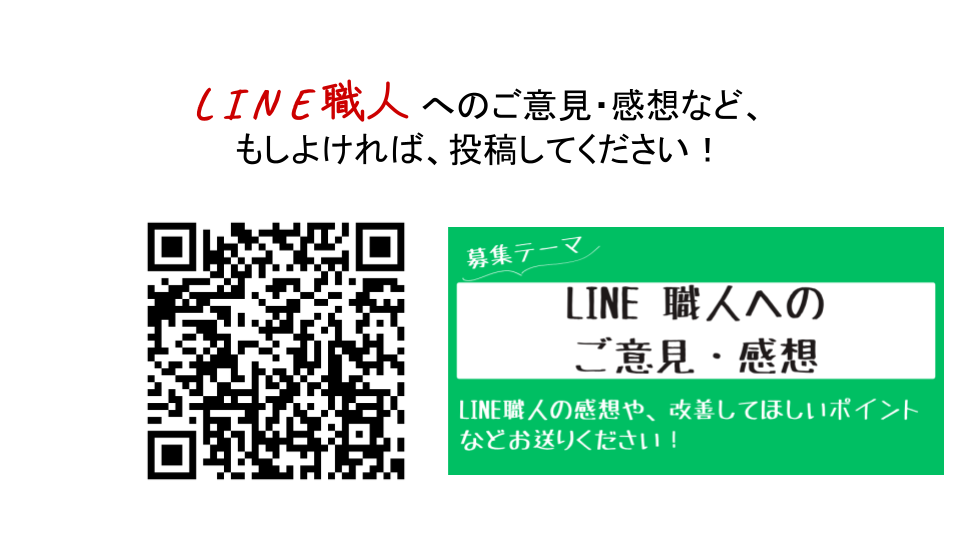 LINE職人 へのご意見・感想など、
もしよければ、投稿してください！
募集テーマ
LINE 職人への
ご意見・感想
LINE職人の感想や、改善してほしいポイント
などお送りください！